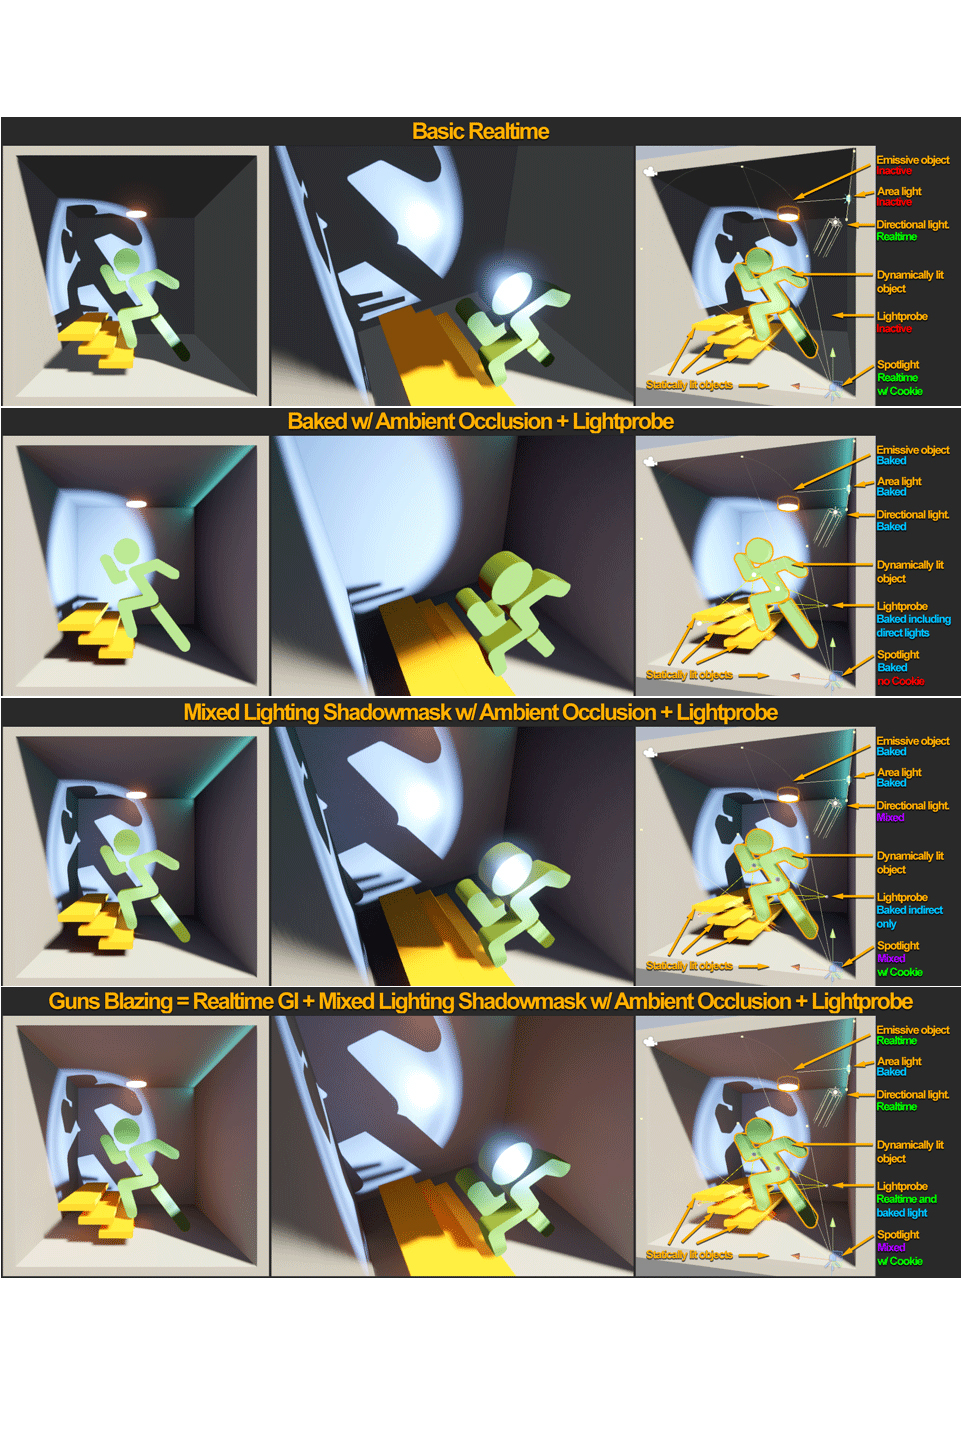 Basic Realtime
Emissive object
Inactive
Area light
Inactive
Directional light.
Realtime
Dynamically lit
object
Lightprobe
Inactive
Spotlight
Realtime
w/ Cookie
Statically lit objects
Baked w/ Ambient Occlusion + Lightprobe
Emissive object
Baked
Area light
Baked
Directional light.
Baked
Dynamically lit
object
Lightprobe
Baked including
direct lights
Spotlight
Baked
no Cookie
Statically lit objects
Mixed Lighting Shadowmask w/ Ambient Occlusion + Lightprobe
Emissive object
Baked
Area light
Baked
Directional light.
Mixed
Dynamically lit
object
Lightprobe
Baked indirect
only
Spotlight
Mixed
w/ Cookie
Statically lit objects
Guns Blazing = Realtime GI + Mixed Lighting Shadowmask w/ Ambient Occlusion + Lightprobe
Emissive object
Realtime
Area light
Baked
Directional light.
Realtime
Dynamically lit
object
Lightprobe
Realtime and
baked light
Spotlight
Mixed
w/ Cookie
Statically lit objects